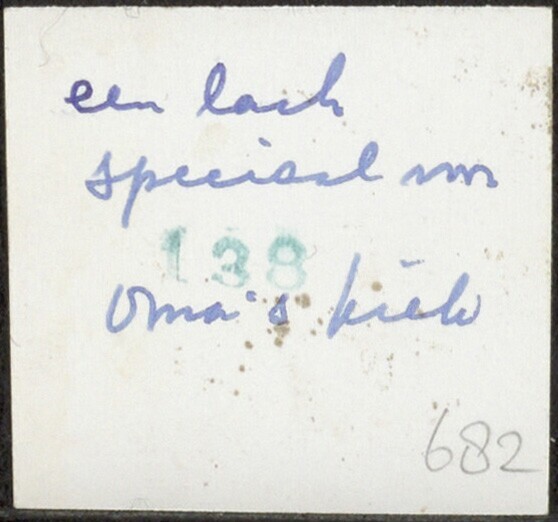 een lach
speciaal voor
138
Oma's kiek
682